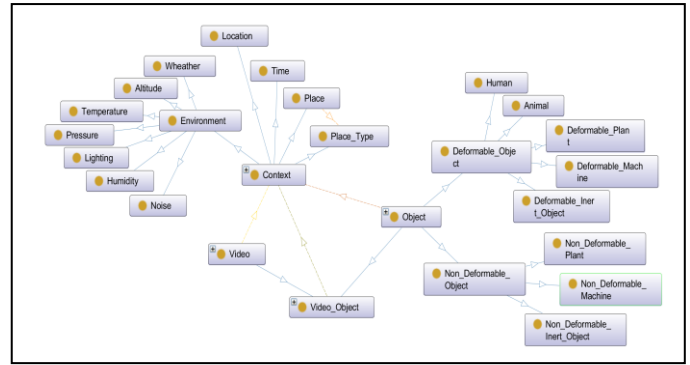 Location
Wheather
Time
Human
Altitude
Place
Animal
Temperature
Environment
Place_Type
Deformable_Plan
t
Pressure
Deformable_Obje
ct
Lighting
Deformable_Mach
ine
Context
Humidity
Deformable_Iner
t_Object
Noise
Object
Video
Non_Deformable_
Plant
Non_Deformable_
Object
Non_Deformable_
Machine
Video_Object
Non_Deformable_
Inert_Object